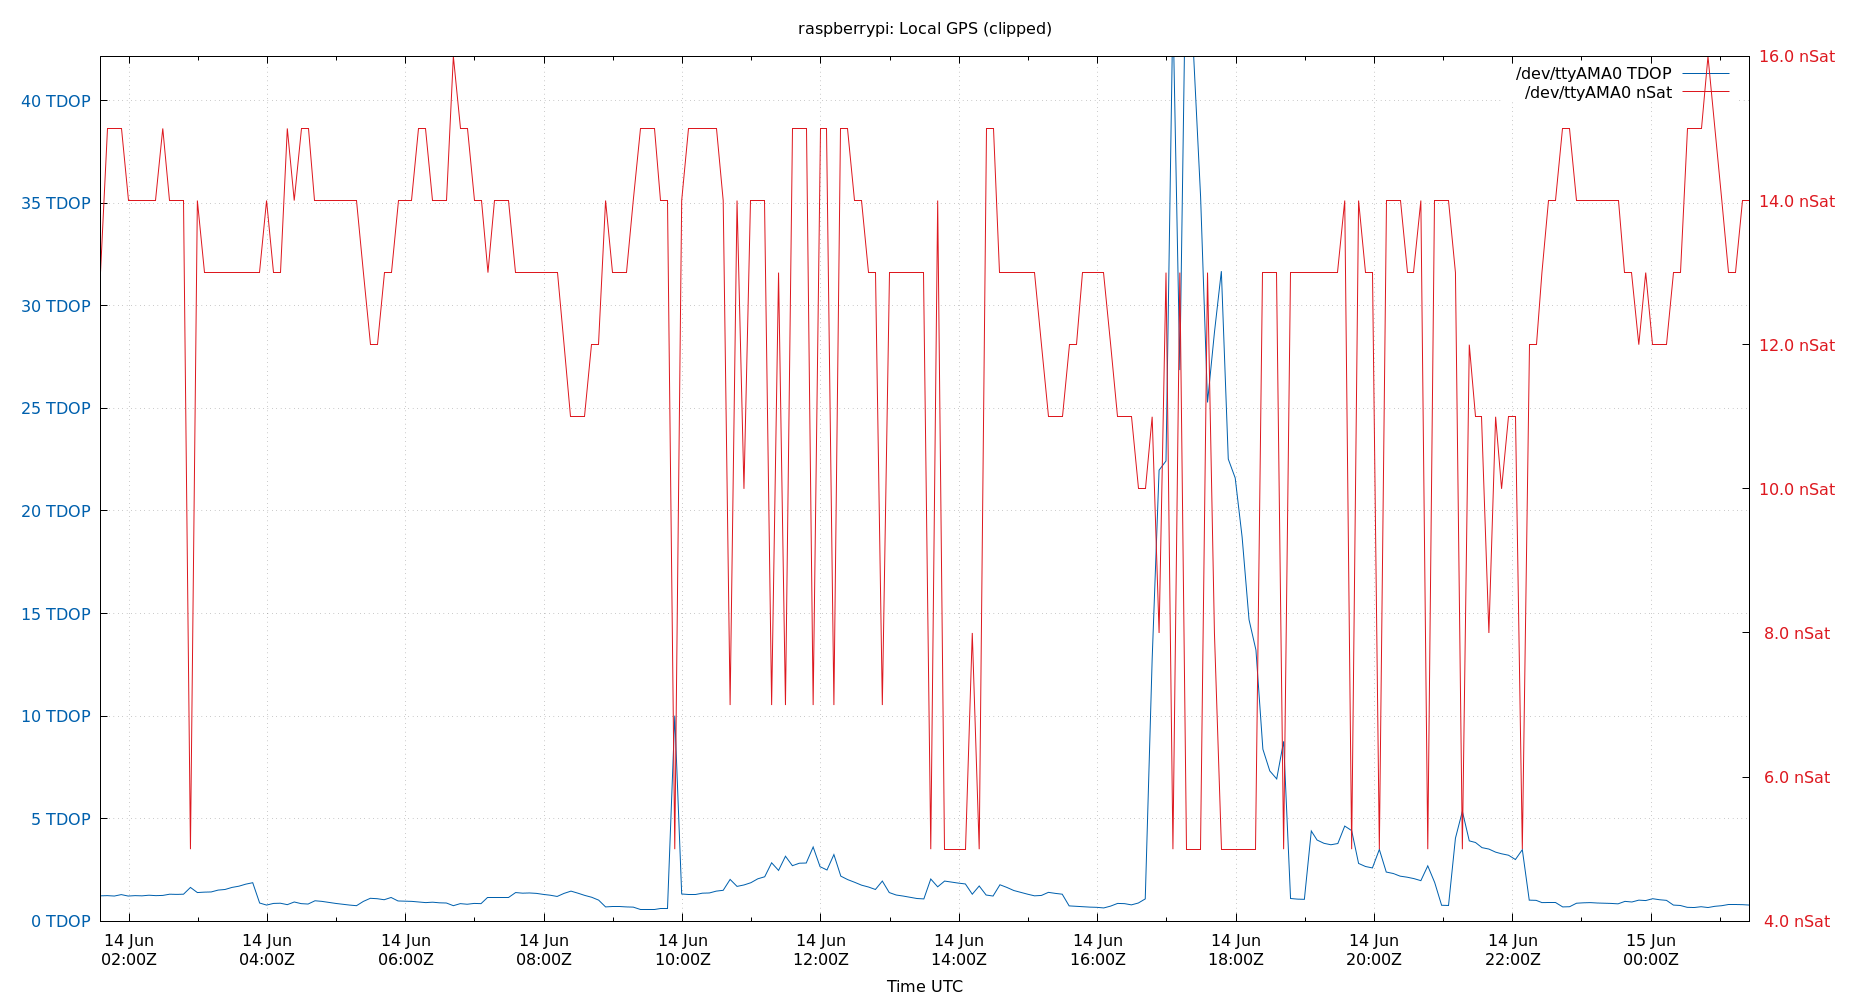 raspberrypi: Local GPS (clipped)
/dev/ttyAMA0 TDOP
/dev/ttyAMA0 nSat
40 TDOP
35 TDOP
30 TDOP
25 TDOP
20 TDOP
15 TDOP
10 TDOP
5 TDOP
0 TDOP
16.0 nSat
14.0 nSat
12.0 nSat
10.0 nSat
8.0 nSat
6.0 nSat
4.0 nSat
14 Jun 14 Jun 14 Jun 14 Jun 14 Jun 14 Jun 14 Jun 14 Jun 14 Jun 14 Jun 14 Jun 15 Jun
02:00Z 04:00Z 06:00Z 08:00Z 10:00Z 12:00Z 14:00Z 16:00Z 18:00Z 20:00Z 22:00Z 00:00Z
Time UTC